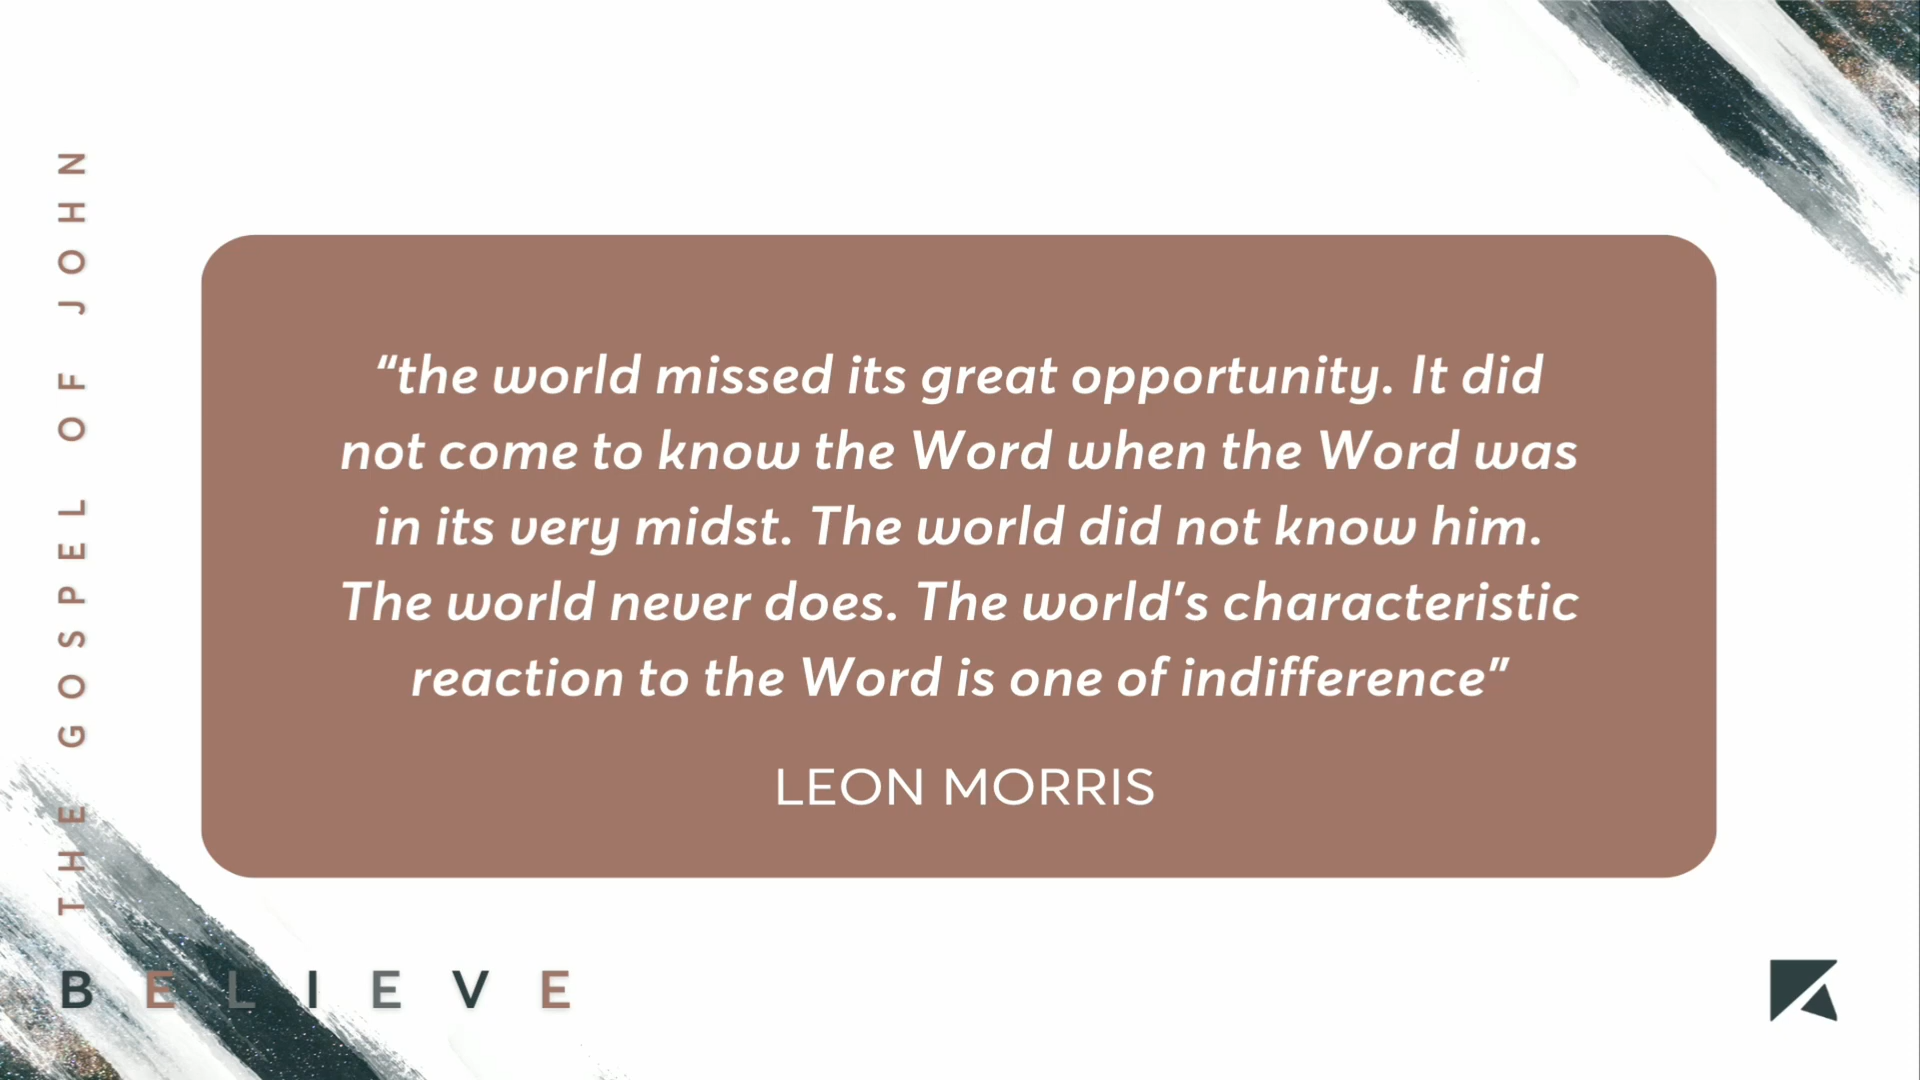 THE GOSPEL OF JOHN
“the world missed its great opportunity. It did
not come to know the Word when the Word was
in its very midst. The world did not know him.
The world never does. The world’s characteristic
reaction to the Word is one of indifference”
LEON MORRIS
BELIEVE